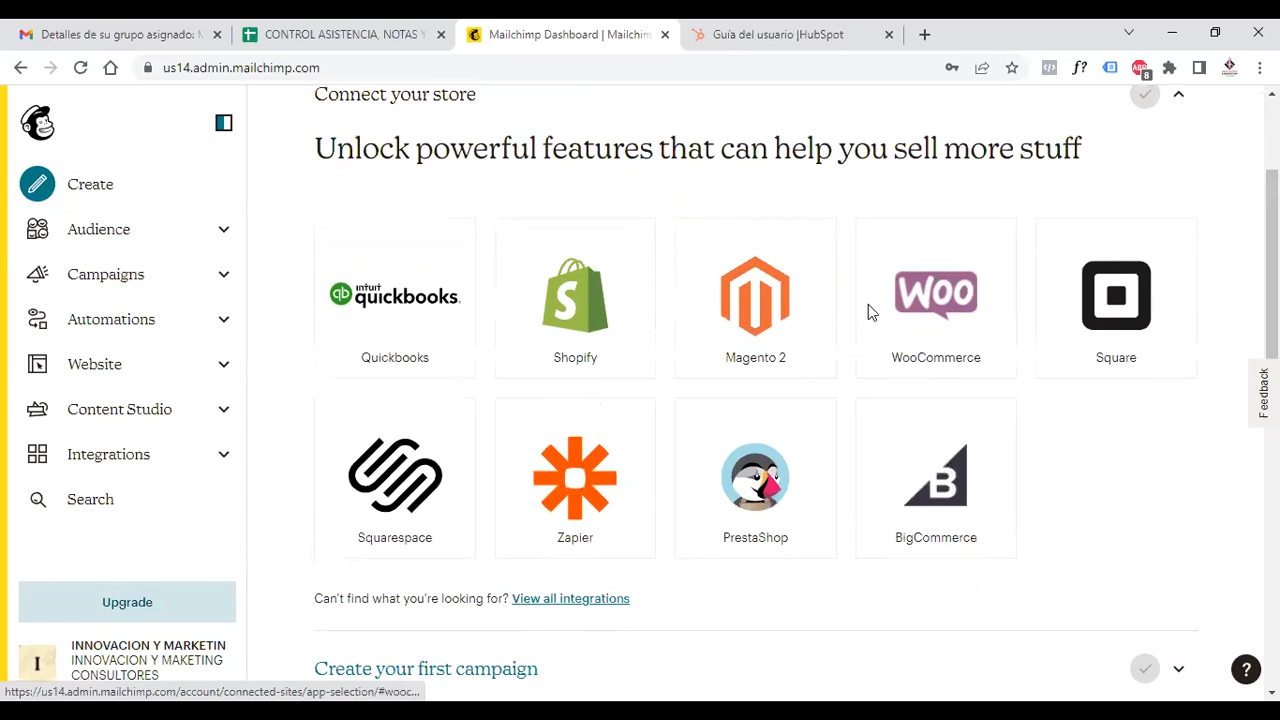 Detalles de su grupo asignado: M
CONTROL ASISTENCIA, NOTAS Y
Mailchimp Dashboard | Mailchim
Guía del usuario |HubSpot
us14.admin.mailchimp.com
f?
ABP
8
Connect your store
Unlock powerful features that can help you sell more stuff
Create
Audience
Campaigns
Automations
Website
Content Studio
Integrations
Search
Upgrade
I
INNOVACION Y MARKETIN
INNOVACION Y MAKETING
CONSULTORES
qb
intuit
quickbooks.
Quickbooks
S
Shopify
Magento 2
WOO
WooCommerce
Square
Squarespace
Zapier
PrestaShop
B
BigCommerce
Can't find what you're looking for? View all integrations
Create your first campaign
Feedback
?
https://us14.admin.mailchimp.com/account/connected-sites/app-selection/#wooc...